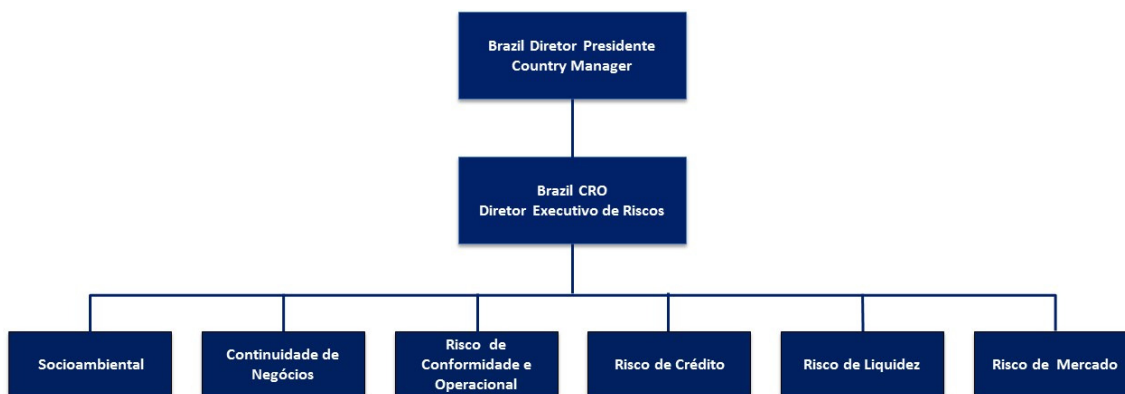 Brazil Diretor Presidente
Country Manager
Brazil CRO
Diretor Executivo de Riscos
Socioambiental
Continuidade de
Negócios
Risco de
Conformidade e
Operacional
Risco de Crédito
Risco de Liquidez
Risco de Mercado